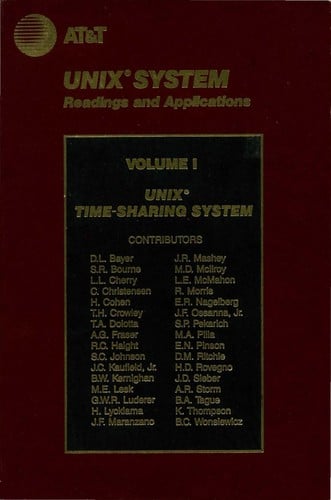 AT&T
UNIX® SYSTEM
Readings and Applications
VOLUME I
UNIX®
TIME-SHARING SYSTEM
CONTRIBUTORS
D.L. Bayer
S.R. Bourne
L.L. Cherry
C. Christensen
H. Cohen
T.H. Crowley
T.A. Dolotta
A.G. Fraser
R.C. Haight
S.C. Johnson
J.C. Kaufeld, Jr.
B.W. Kernighan
M.E. Lesk
G.W.R. Luderer
H. Lycklama
J.F. Maranzano
J.R. Mashey
M.D. McIlroy
L.E. McMahon
R. Morris
E.R. Nagelberg
J.F. Ossanna, Jr.
S.P. Pekarich
M.A. Pilla
E.N. Pinson
D.M. Ritchie
H.D. Rovegno
J.D. Sieber
A.R. Storm
B.A. Tague
K. Thompson
B.C. Wonsiewicz